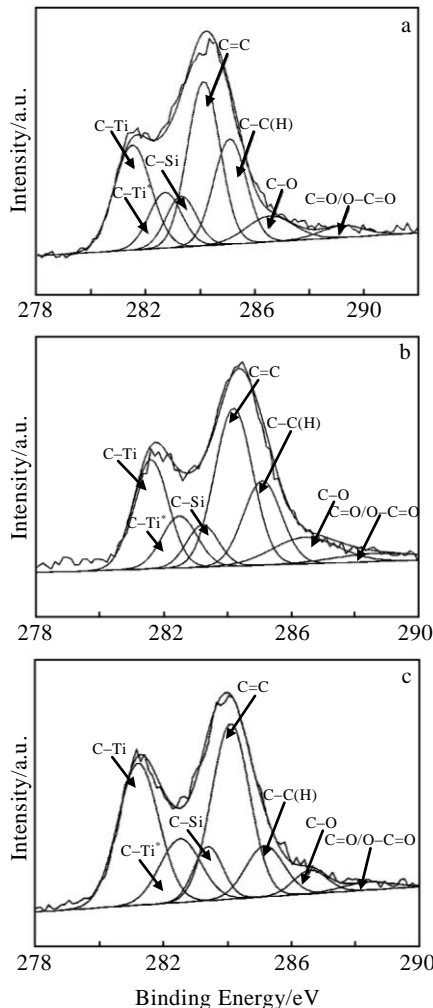 a
C=C
C−Ti
C−C(H)
C−Si
C−Ti*
C−O
C=O/O−C=O
Intensity/a.u.
278 282 286 290
b
C=C
C−Ti
C−C(H)
C−Si
C−O
C−Ti*
C=O/O−C=O
Intensity/a.u.
278 282 286 290
c
C=C
C−Ti
C−C(H)
C−Si
C−O
C−Ti*
C=O/O−C=O
Intensity/a.u.
278 282 286 290
Binding Energy/eV